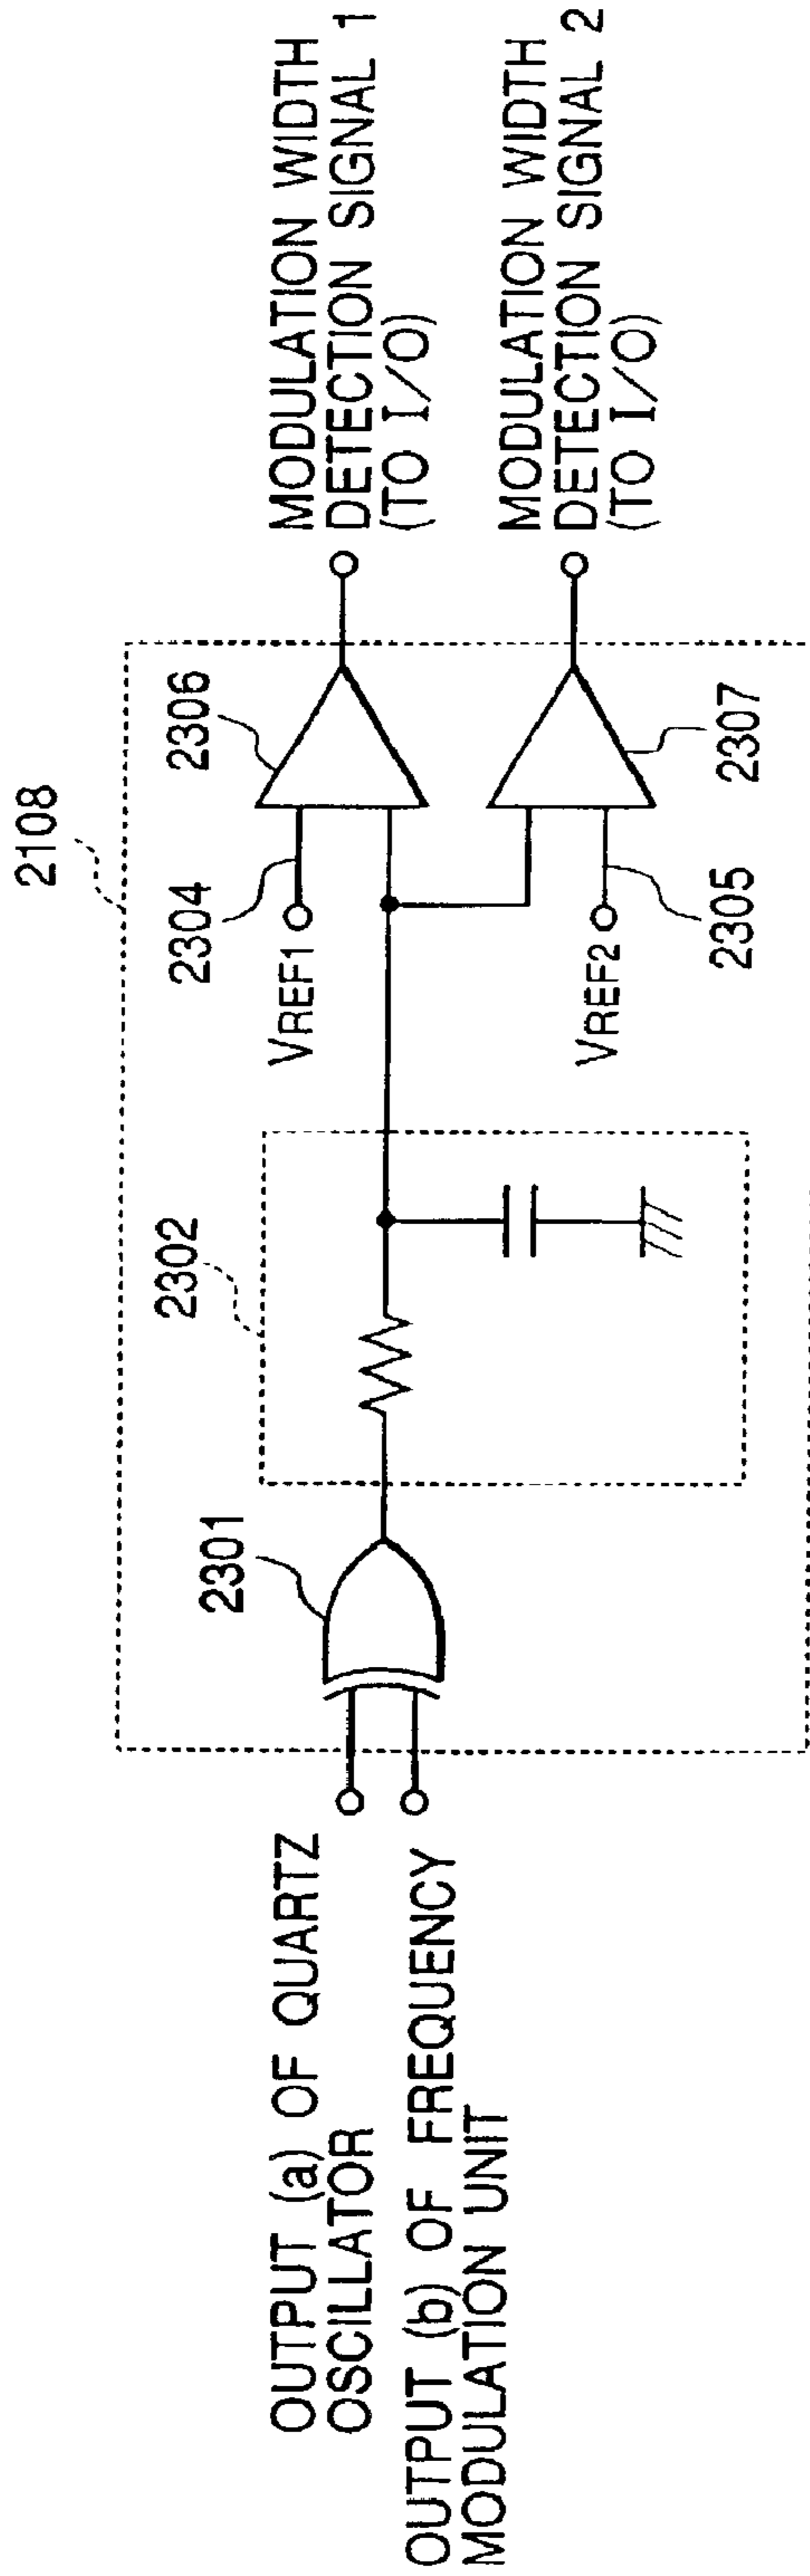 2108
OUTPUT (a) OF QUARTZ
OSCILLATOR
OUTPUT (b) OF FREQUENCY
MODULATION UNIT
2301
2302
2304
VREF1
2306
MODULATION WIDTH
DETECTION SIGNAL 1
(TO I/O)
VREF2
2305
2307
MODULATION WIDTH
DETECTION SIGNAL 2
(TO I/O)